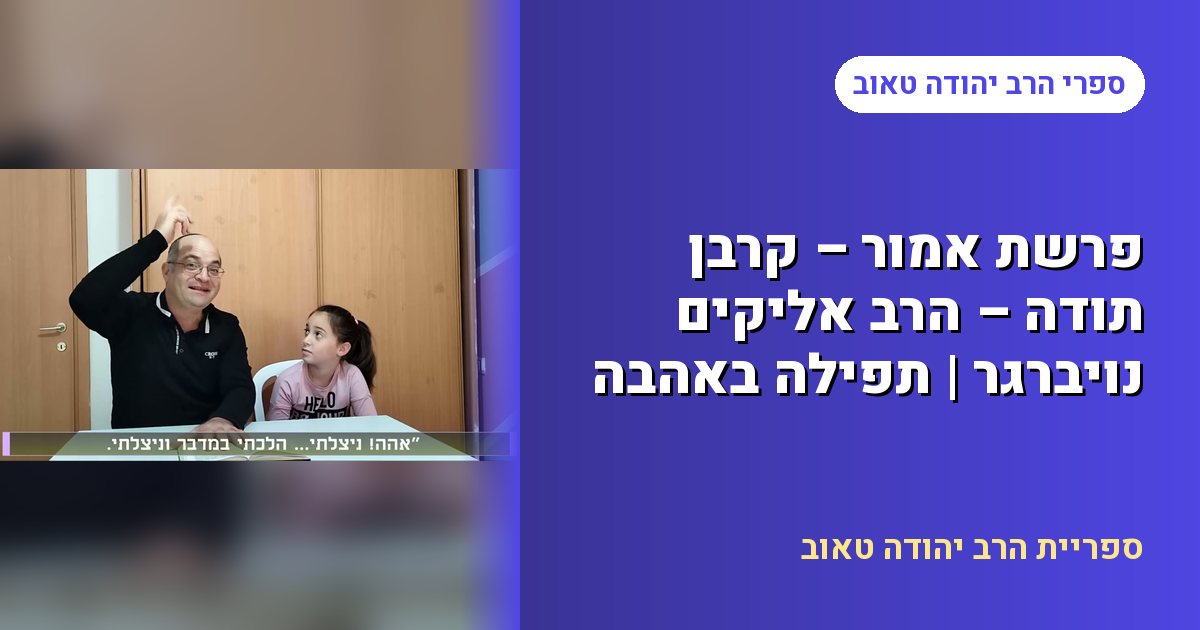 ספרי הרב יהודה טאוב
פרשת אמור – קרבן
תודה – הרב אליקים
נויברגר | תפילה באהבה
HELLO
"אהה! ניצלתי... הלכתי במדבר וניצלתי.
ספריית הרב יהודה טאוב